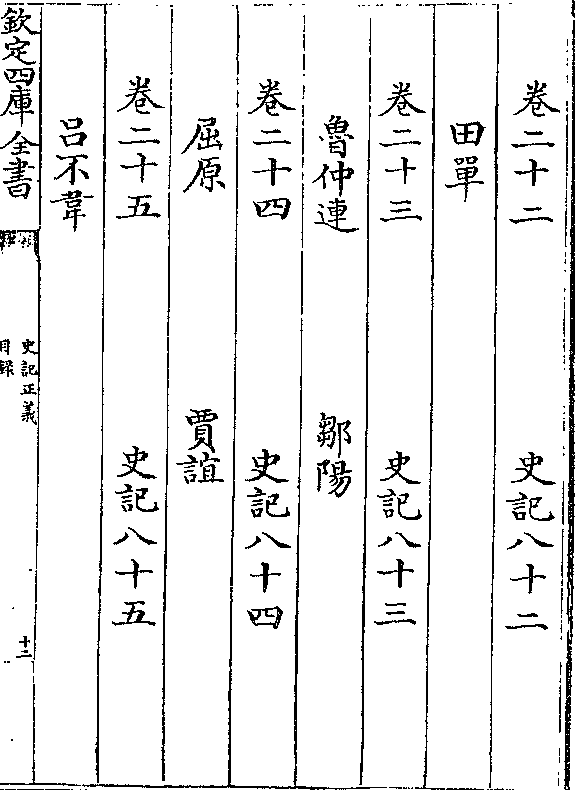 卷二十二 史記八十二
田單
卷二十三 史記八十三
魯仲連 鄒陽
卷二十四 史記八十四
屈原 賈誼
卷二十五 史記八十五
呂不韋
欽定四庫全書
史記正義
目録
十二